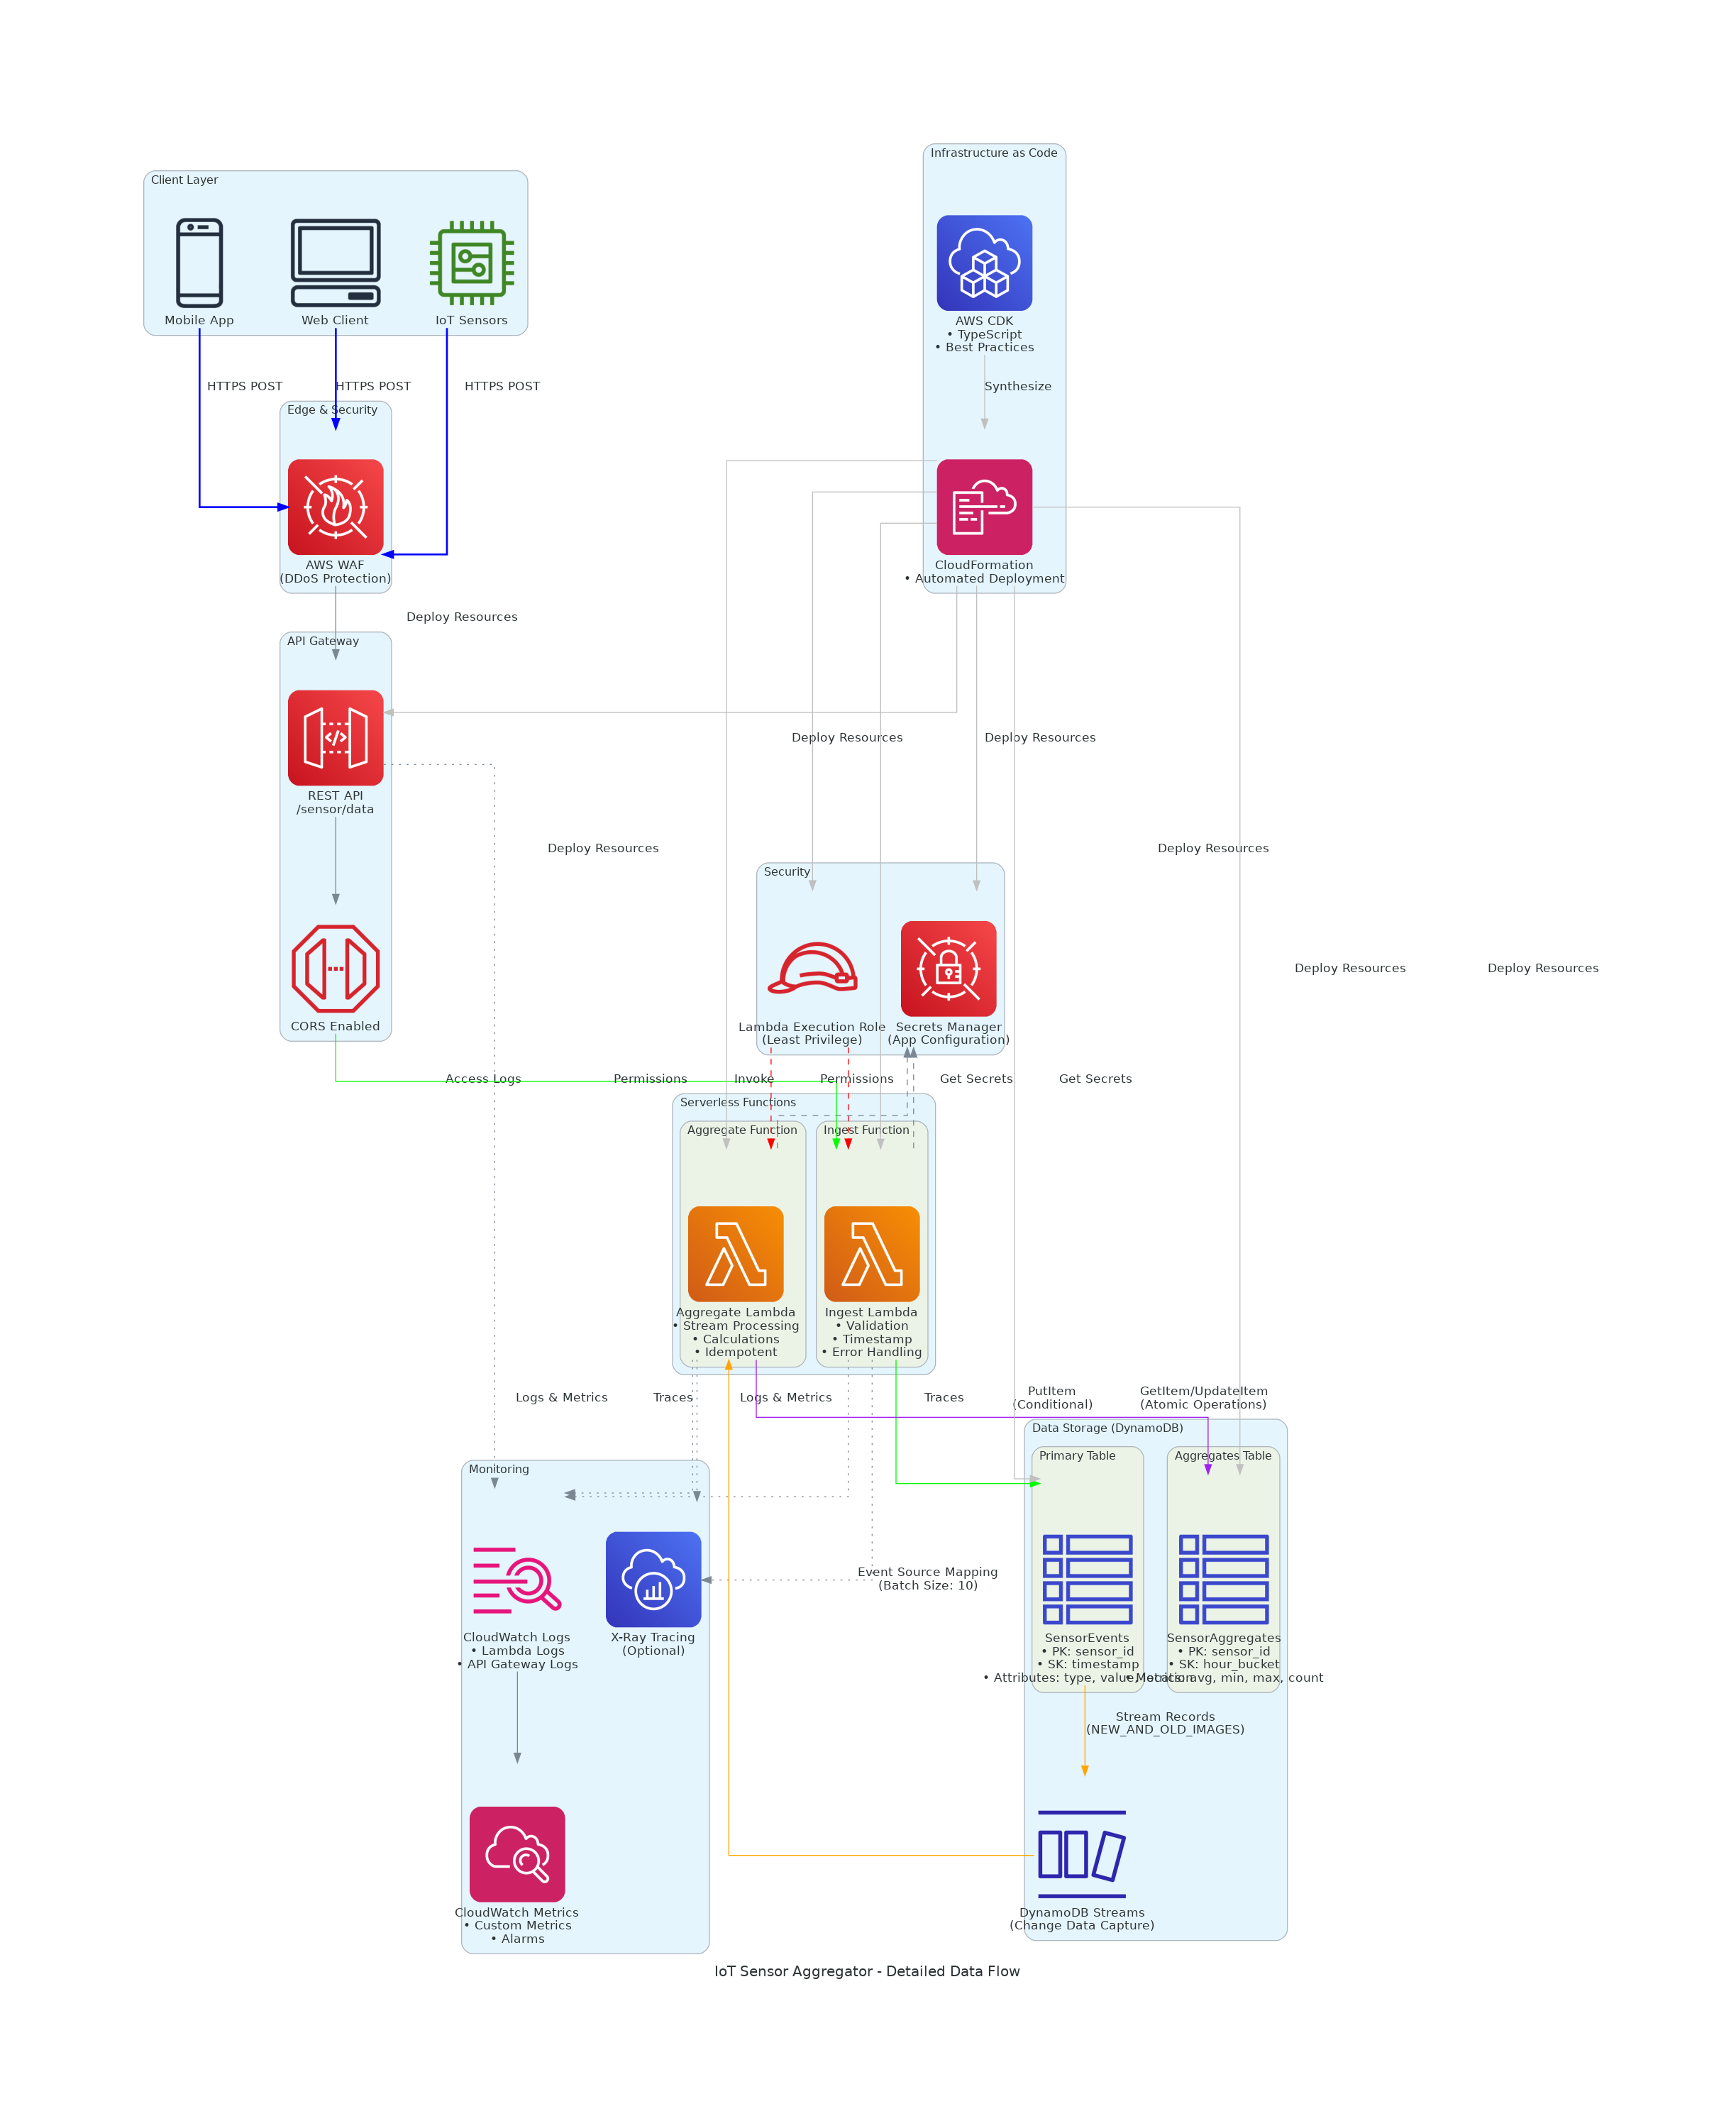 Infrastructure as Code
Client Layer
Mobile App
Web Client
IoT Sensors
AWS CDK
• TypeScript
• Best Practices
HTTPS POST
HTTPS POST
HTTPS POST
Synthesize
Edge & Security
AWS WAF
(DDoS Protection)
CloudFormation
• Automated Deployment
Deploy Resources
API Gateway
Deploy Resources
Deploy Resources
REST API
/sensor/data
Deploy Resources
Deploy Resources
Security
Deploy Resources
Deploy Resources
CORS Enabled
Lambda Execution Role
(Least Privilege)
Secrets Manager
(App Configuration)
Access Logs
Permissions
Invoke
Permissions
Get Secrets
Get Secrets
Serverless Functions
Aggregate Function
Ingest Function
Aggregate Lambda
• Stream Processing
• Calculations
• Idempotent
Ingest Lambda
• Validation
• Timestamp
• Error Handling
Logs & Metrics
Traces
Logs & Metrics
Traces
PutItem
(Conditional)
GetItem/UpdateItem
(Atomic Operations)
Data Storage (DynamoDB)
Primary Table
Aggregates Table
Monitoring
Event Source Mapping
(Batch Size: 10)
CloudWatch Logs
• Lambda Logs
• API Gateway Logs
X-Ray Tracing
(Optional)
SensorEvents
• PK: sensor_id
• SK: timestamp
• Attributes: type, value, location
SensorAggregates
• PK: sensor_id
• SK: hour_bucket
• Metrics: avg, min, max, count
Stream Records
(NEW_AND_OLD_IMAGES)
CloudWatch Metrics
• Custom Metrics
• Alarms
DynamoDB Streams
(Change Data Capture)
IoT Sensor Aggregator - Detailed Data Flow